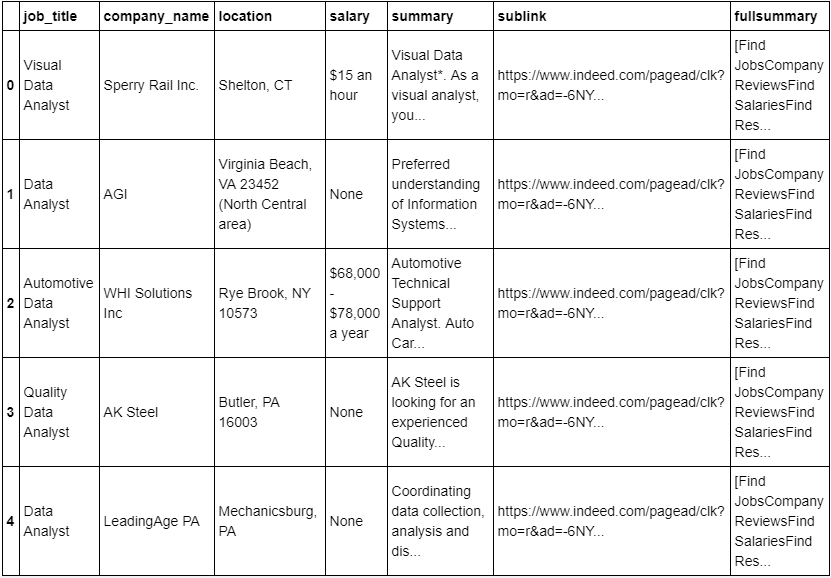 job_title company_name location salary summary sublink fullsummary
0
Visual
Data
Analyst
Sperry Rail Inc.
Shelton, CT
$15 an
hour
Visual Data
Analyst*. As a
visual analyst,
you...
https://www.indeed.com/pagead/clk?
mo=r&ad=-6NY...
[Find
JobsCompany
ReviewsFind
SalariesFind
Res...
1
Data
Analyst
AGI
Virginia Beach,
VA 23452
(North Central
area)
None
Preferred
understanding
of Information
Systems...
https://www.indeed.com/pagead/clk?
mo=r&ad=-6NY...
[Find
JobsCompany
ReviewsFind
SalariesFind
Res...
2
Automotive
Data
Analyst
WHI Solutions
Inc
Rye Brook, NY
10573
$68,000
-
$78,000
a year
Automotive
Technical
Support
Analyst. Auto
Car...
https://www.indeed.com/pagead/clk?
mo=r&ad=-6NY...
[Find
JobsCompany
ReviewsFind
SalariesFind
Res...
3
Quality
Data
Analyst
AK Steel
Butler, PA
16003
None
AK Steel is
looking for an
experienced
Quality...
https://www.indeed.com/pagead/clk?
mo=r&ad=-6NY...
[Find
JobsCompany
ReviewsFind
SalariesFind
Res...
4
Data
Analyst
LeadingAge PA
Mechanicsburg,
PA
None
Coordinating
data collection,
analysis and
dis...
https://www.indeed.com/pagead/clk?
mo=r&ad=-6NY...
[Find
JobsCompany
ReviewsFind
SalariesFind
Res...